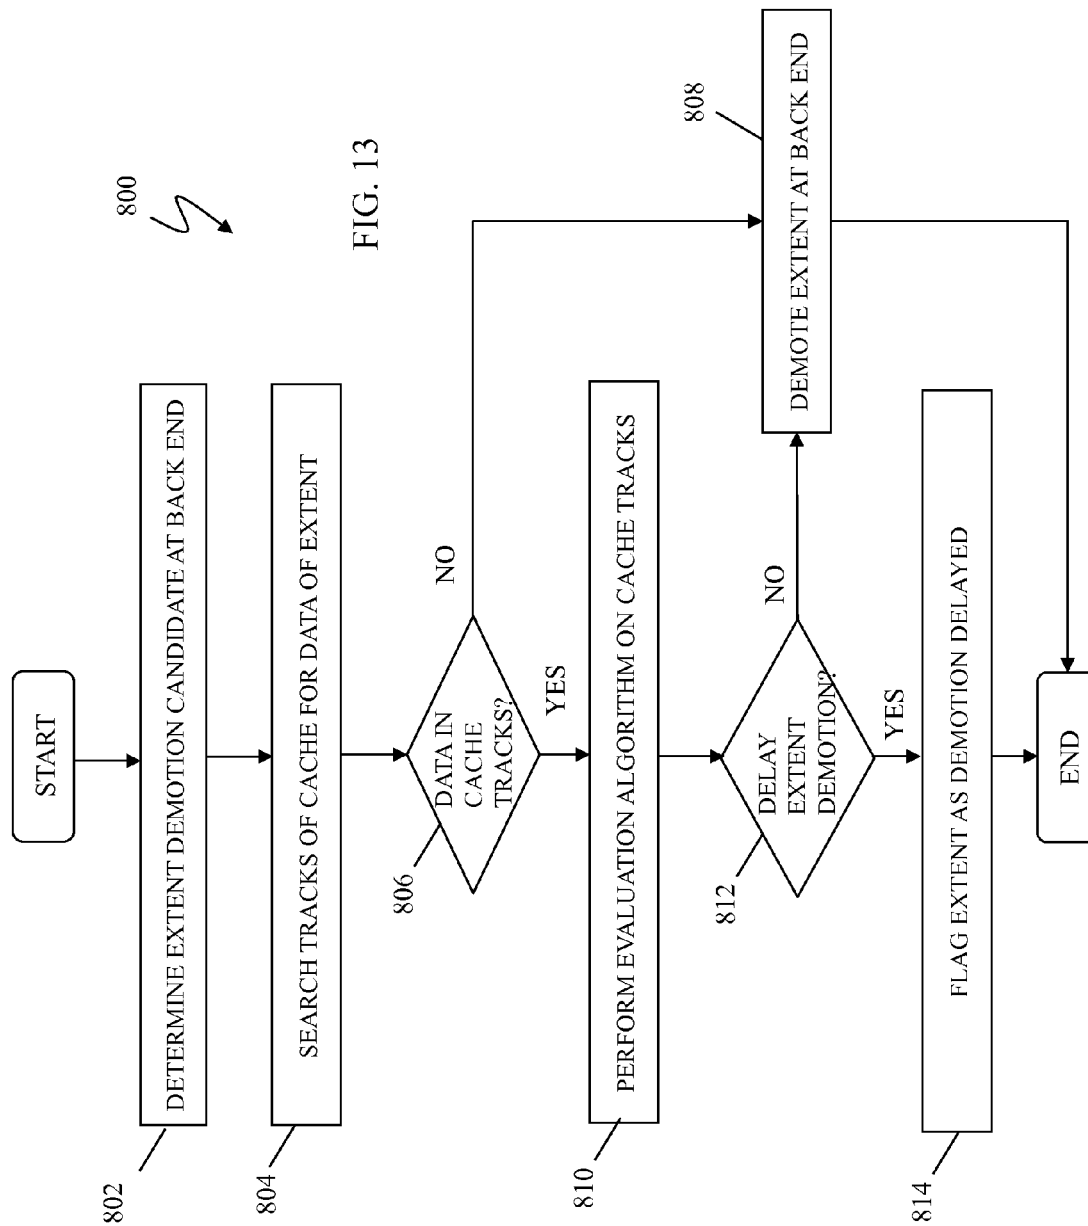 800
FIG. 13
START
802
DETERMINE EXTENT DEMOTION CANDIDATE AT BACK END
804
SEARCH TRACKS OF CACHE FOR DATA OF EXTENT
806
DATA IN
CACHE
TRACKS?
NO
YES
808
DEMOTE EXTENT AT BACK END
810
PERFORM EVALUATION ALGORITHM ON CACHE TRACKS
812
DELAY
EXTENT
DEMOTION?
NO
YES
814
FLAG EXTENT AS DEMOTION DELAYED
END